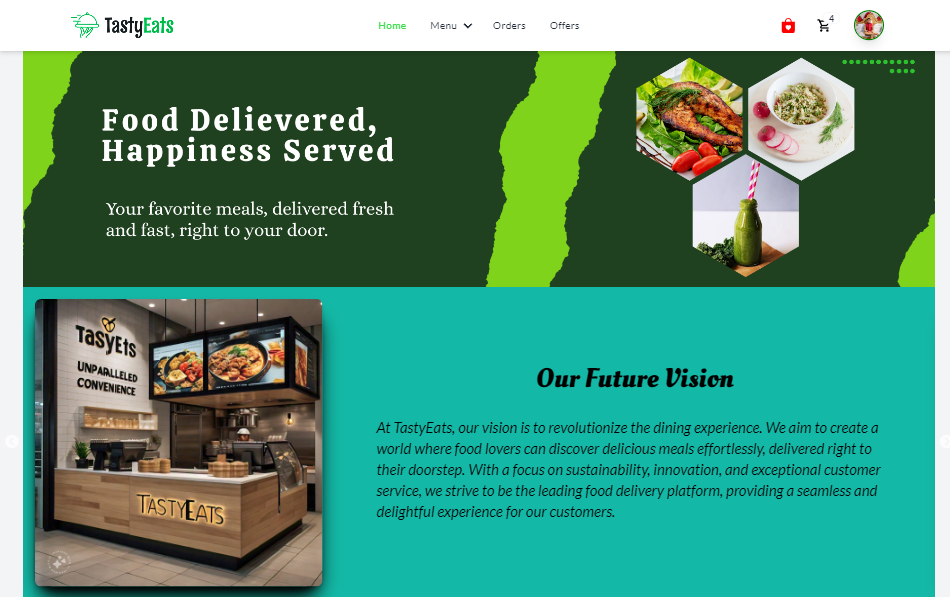 TastyEats
Home
Menu
Orders
Offers
4
Food Delievered,
Happiness Served
Your favorite meals, delivered fresh
and fast, right to your door.
TasyEts
UNPARALLELED
CONVENIENCE
TASTYEATS
Our Future Vision
At TastyEats, our vision is to revolutionize the dining experience. We aim to create a
world where food lovers can discover delicious meals effortlessly, delivered right to
their doorstep. With a focus on sustainability, innovation, and exceptional customer
service, we strive to be the leading food delivery platform, providing a seamless and
delightful experience for our customers.